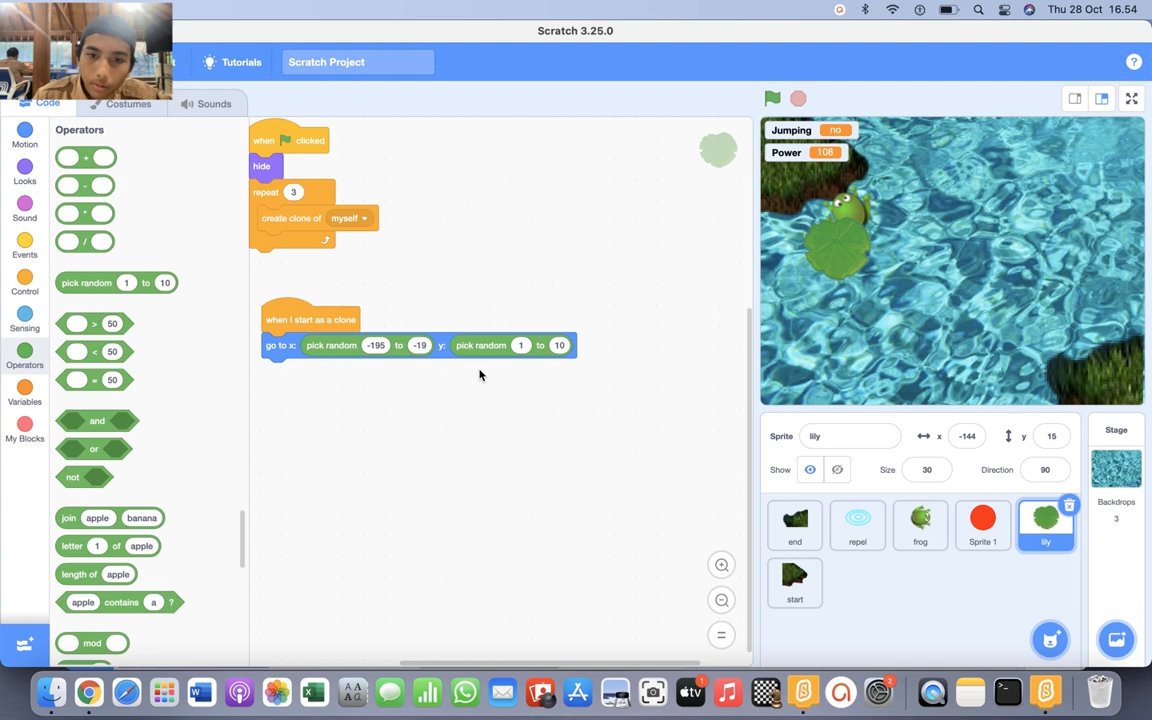 Thu 28 Oct 16.54
Scratch 3.25.0
Tutorials
Scratch Project
?
Code
Costumes
Sounds
Motion
Looks
Sound
Events
Control
Sensing
Operators
Variables
My Blocks
Operators
+
-
*
/
pick random 1 to 10
> 50
< 50
= 50
and
or
not
join apple banana
letter 1 of apple
length of apple
apple contains a ?
mod
when clicked
hide
repeat 3
create clone of myself
when I start as a clone
go to x: pick random -195 to -19 y: pick random 1 to 10
Jumping no
Power 108
Sprite lily x -144 y 15
Show Size 30 Direction 90
end
repel
frog
Sprite 1
lily
start
Stage
Backdrops
3
W
A A
A A
1
tv
2